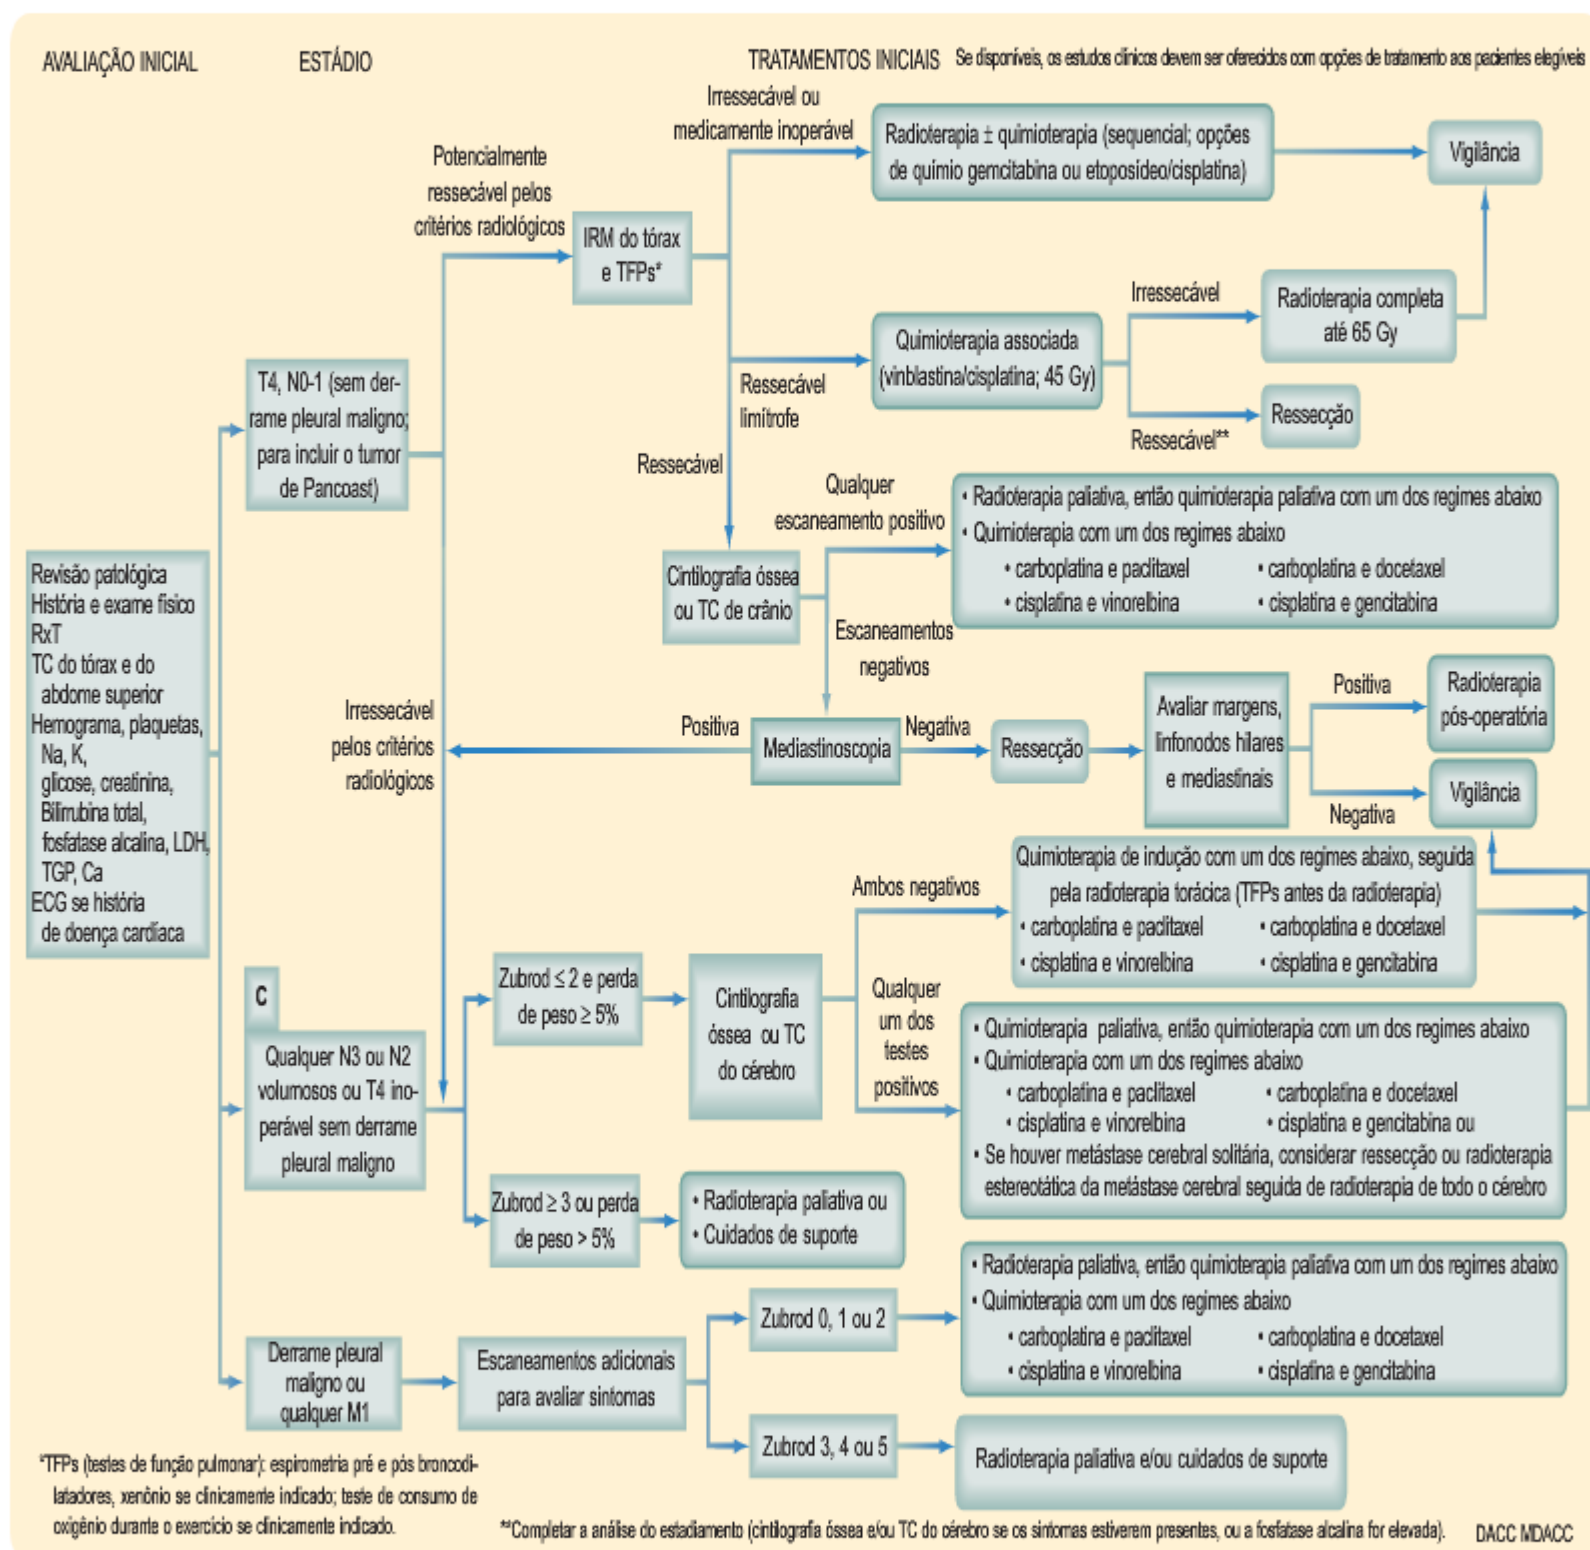 AVALIAÇÃO INICIAL
ESTÁDIO
TRATAMENTOS INICIAIS
Se disponíveis, os estudos clínicos devem ser oferecidos com opções de tratamento aos pacientes elegíveis
Revisão patológica
História e exame físico
RxT
TC do tórax e do
abdome superior
Hemograma, plaquetas,
Na, K,
glicose, creatinina,
Bilirrubina total,
fosfatase alcalina, LDH,
TGP, Ca
ECG se história
de doença cardíaca
T4, N0-1 (sem der-
rame pleural maligno;
para incluir o tumor
de Pancoast)
Potencialmente
ressecável pelos
critérios radiológicos
IRM do tórax
e TFPs*
Irressecável ou
medicamente inoperável
Radioterapia ± quimioterapia (sequencial; opções
de químio gemcitabina ou etoposídeo/cisplatina)
Vigilância
Ressecável
limítrofe
Quimioterapia associada
(vinblastina/cisplatina; 45 Gy)
Irressecável
Radioterapia completa
até 65 Gy
Ressecável**
Ressecção
Ressecável
Cintilografia óssea
ou TC de crânio
Qualquer
escaneamento positivo
• Radioterapia paliativa, então quimioterapia paliativa com um dos regimes abaixo
• Quimioterapia com um dos regimes abaixo
• carboplatina e paclitaxel • carboplatina e docetaxel
• cisplatina e vinorelbina • cisplatina e gencitabina
Escaneamentos
negativos
Irressecável
pelos critérios
radiológicos
Positiva
Mediastinoscopia
Negativa
Ressecção
Avaliar margens,
linfonodos hilares
e mediastinais
Positiva
Radioterapia
pós-operatória
Negativa
Vigilância
C
Qualquer N3 ou N2
volumosos ou T4 ino-
perável sem derrame
pleural maligno
Zubrod ≤ 2 e perda
de peso ≥ 5%
Cintilografia
óssea ou TC
do cérebro
Ambos negativos
Quimioterapia de indução com um dos regimes abaixo, seguida
pela radioterapia torácica (TFPs antes da radioterapia)
• carboplatina e paclitaxel • carboplatina e docetaxel
• cisplatina e vinorelbina • cisplatina e gencitabina
Qualquer
um dos
testes
positivos
• Quimioterapia paliativa, então quimioterapia com um dos regimes abaixo
• Quimioterapia com um dos regimes abaixo
• carboplatina e paclitaxel • carboplatina e docetaxel
• cisplatina e vinorelbina • cisplatina e gencitabina ou
• Se houver metástase cerebral solitária, considerar ressecção ou radioterapia
estereotática da metástase cerebral seguida de radioterapia de todo o cérebro
Zubrod ≥ 3 ou perda
de peso > 5%
• Radioterapia paliativa ou
• Cuidados de suporte
Derrame pleural
maligno ou
qualquer M1
Escaneamentos adicionais
para avaliar sintomas
Zubrod 0, 1 ou 2
• Radioterapia paliativa, então quimioterapia paliativa com um dos regimes abaixo
• Quimioterapia com um dos regimes abaixo
• carboplatina e paclitaxel • carboplatina e docetaxel
• cisplatina e vinorelbina • cisplatina e gencitabina
Zubrod 3, 4 ou 5
Radioterapia paliativa e/ou cuidados de suporte
*TFPs (testes de função pulmonar): espirometria pré e pós broncodi-
latadores, xenônio se clinicamente indicado; teste de consumo de
oxigênio durante o exercício se clinicamente indicado.
**Completar a análise do estadiamento (cintilografia óssea e/ou TC do cérebro se os sintomas estiverem presentes, ou a fosfatase alcalina for elevada).
DACC MDACC